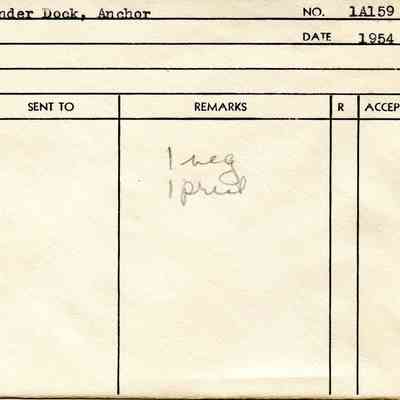 nder Dock, Anchor NO. 1A159
DATE 1954
SENT TO REMARKS R ACCEP
1 neg
1 print